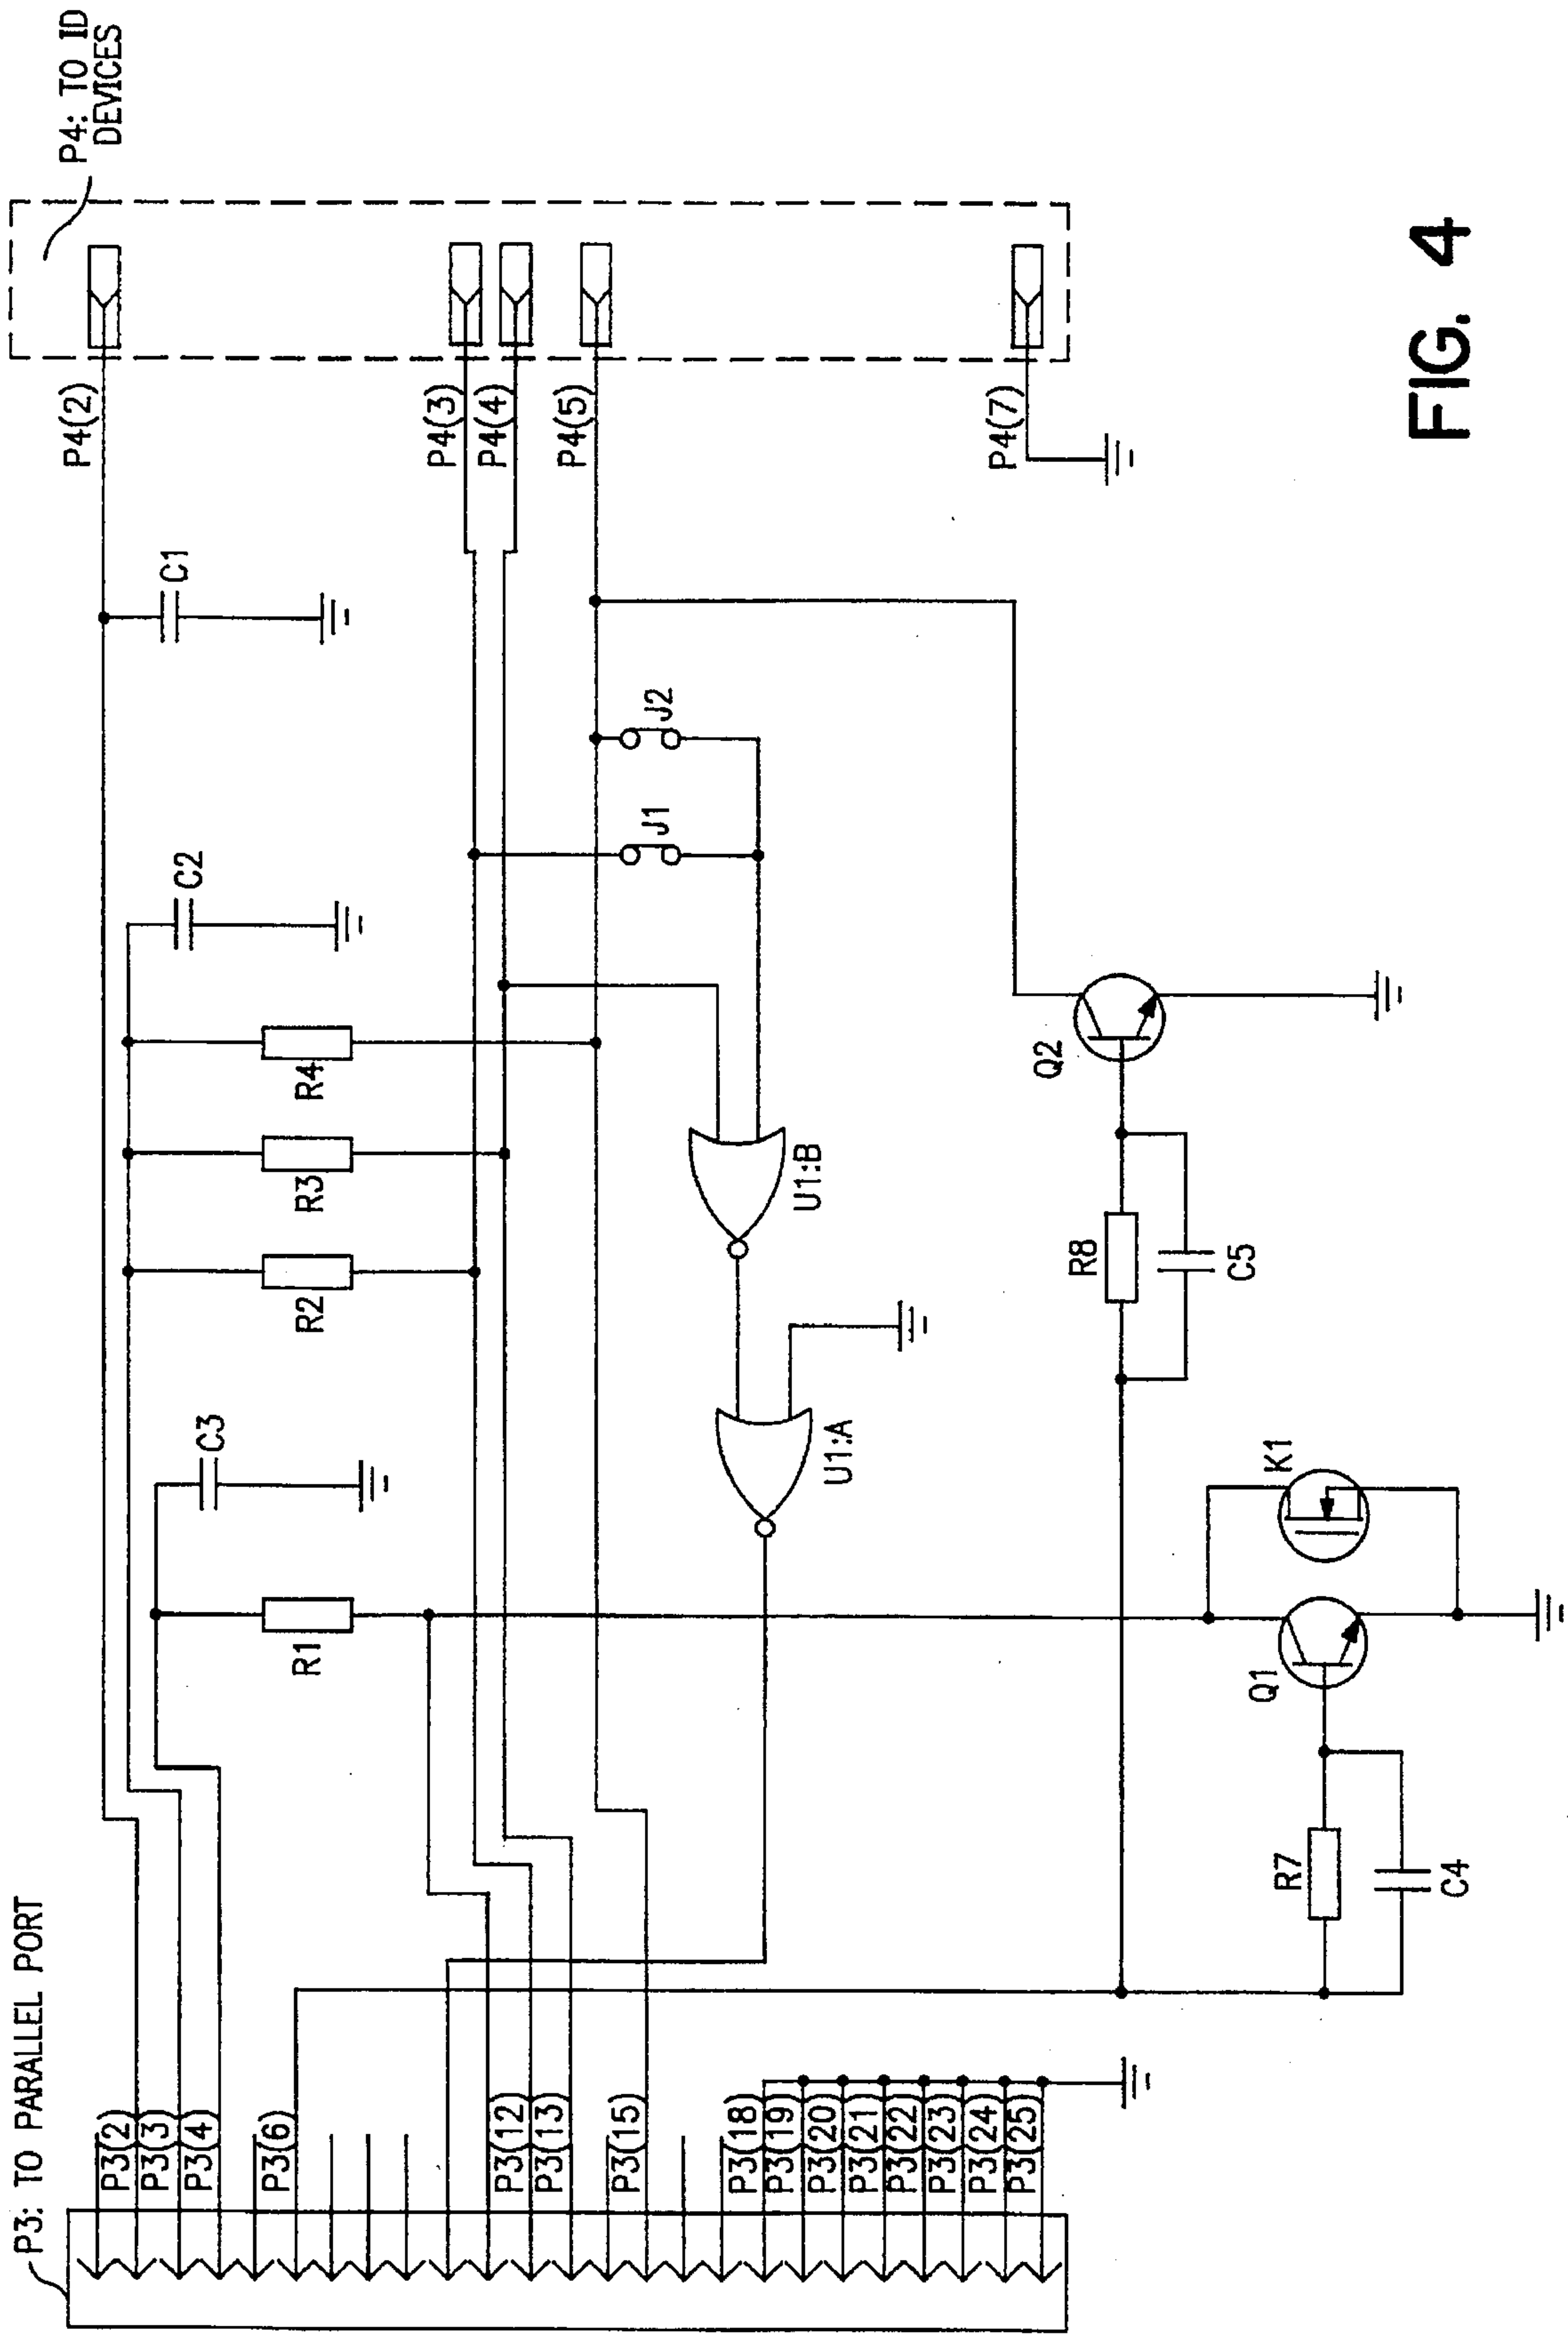 P3: TO PARALLEL PORT
P4: TO ID
DEVICES
P3(2)
P3(3)
P3(4)
P3(6)
P3(12)
P3(13)
P3(15)
P3(18)
P3(19)
P3(20)
P3(21)
P3(22)
P3(23)
P3(24)
P3(25)
C3
R1
R2
R3
R4
C2
C1
P4(2)
P4(3)
P4(4)
P4(5)
P4(7)
J1
J2
U1:A
U1:B
R7
C4
Q1
K1
R8
C5
Q2
FIG. 4